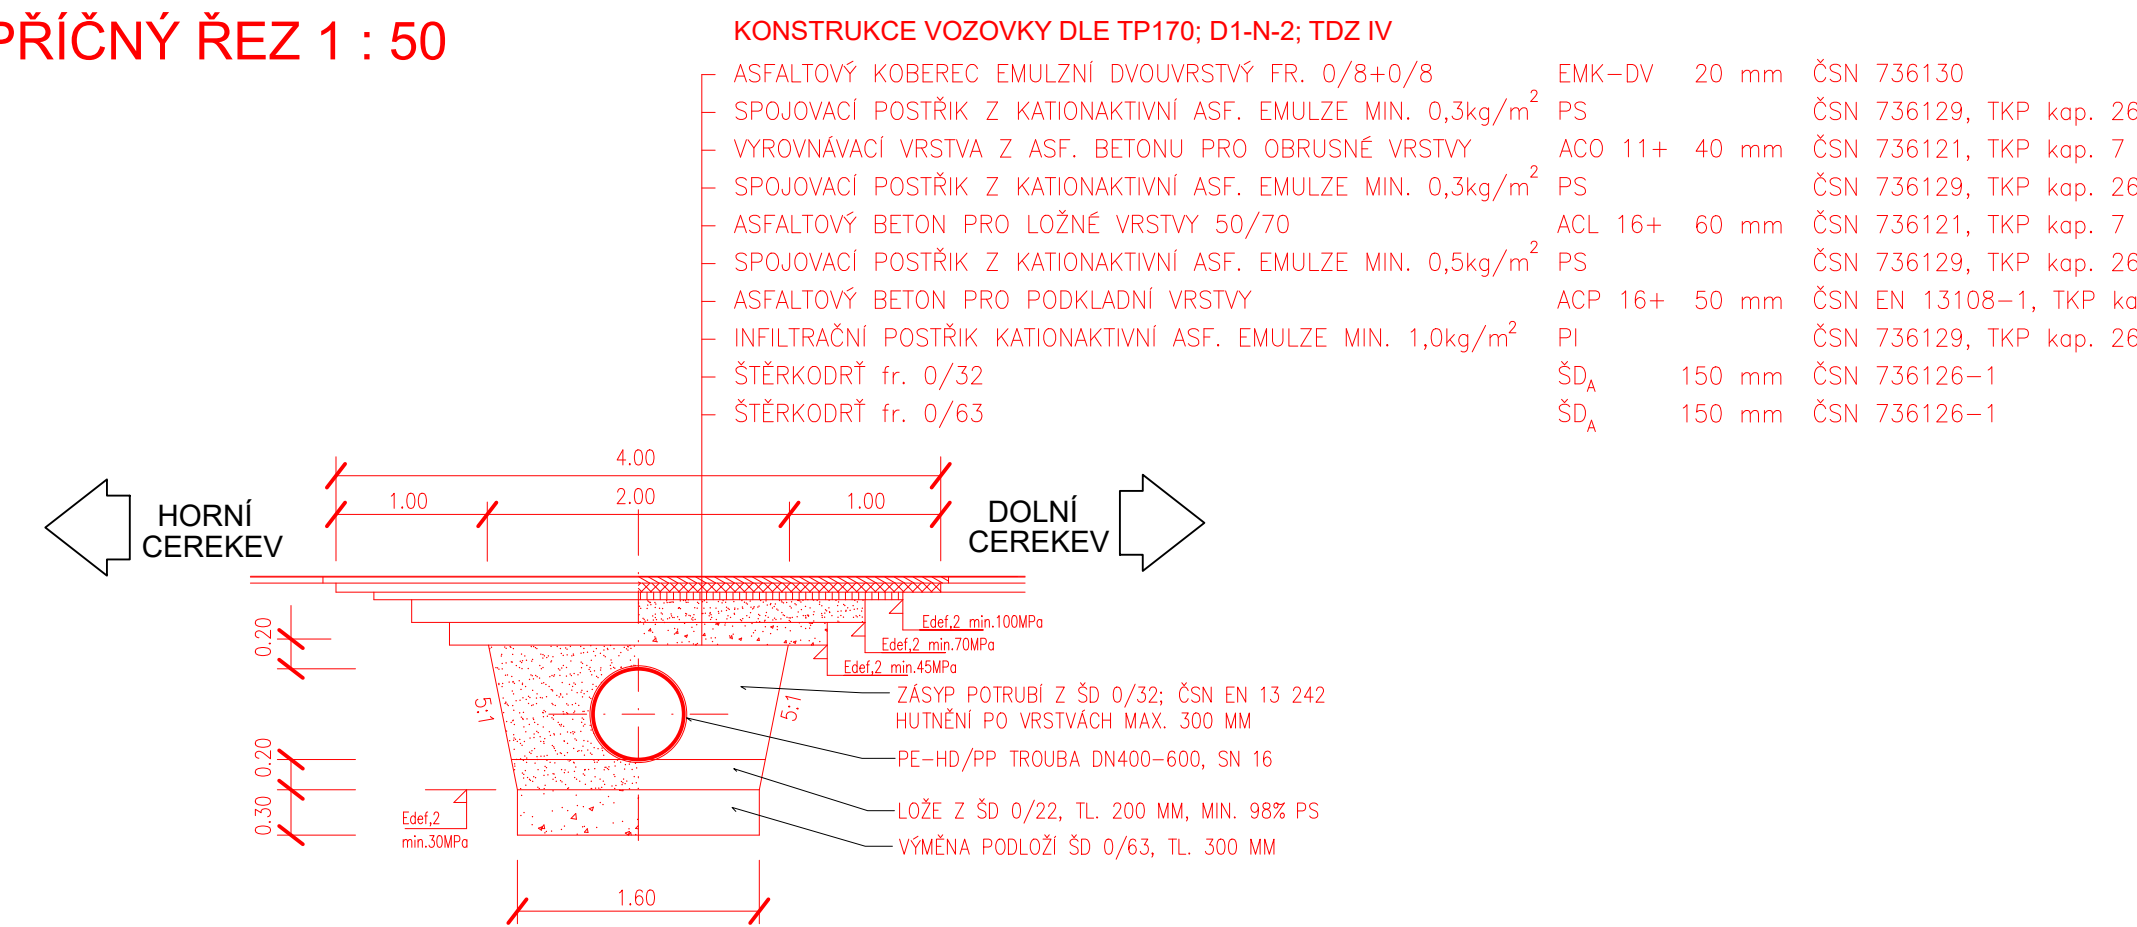 PŘÍČNÝ ŘEZ 1 : 50
KONSTRUKCE VOZOVKY DLE TP170; D1-N-2; TDZ IV
ASFALTOVÝ KOBEREC EMULZNÍ DVOUVRSTVÝ FR. 0/8+0/8 EMK-DV 20 mm ČSN 736130
SPOJOVACÍ POSTŘIK Z KATIONAKTIVNÍ ASF. EMULZE MIN. 0,3kg/m² PS ČSN 736129, TKP kap. 26
VYROVNÁVACÍ VRSTVA Z ASF. BETONU PRO OBRUSNÉ VRSTVY ACO 11+ 40 mm ČSN 736121, TKP kap. 7
SPOJOVACÍ POSTŘIK Z KATIONAKTIVNÍ ASF. EMULZE MIN. 0,3kg/m² PS ČSN 736129, TKP kap. 26
ASFALTOVÝ BETON PRO LOŽNÉ VRSTVY 50/70 ACL 16+ 60 mm ČSN 736121, TKP kap. 7
SPOJOVACÍ POSTŘIK Z KATIONAKTIVNÍ ASF. EMULZE MIN. 0,5kg/m² PS ČSN 736129, TKP kap. 26
ASFALTOVÝ BETON PRO PODKLADNÍ VRSTVY ACP 16+ 50 mm ČSN EN 13108-1, TKP ka
INFILTRAČNÍ POSTŘIK KATIONAKTIVNÍ ASF. EMULZE MIN. 1,0kg/m² PI ČSN 736129, TKP kap. 26
ŠTĚRKODRŤ fr. 0/32 ŠDA 150 mm ČSN 736126-1
ŠTĚRKODRŤ fr. 0/63 ŠDA 150 mm ČSN 736126-1
4.00
1.00 2.00 1.00
HORNÍ
CEREKEV
DOLNÍ
CEREKEV
0.20
Edef,2 min.100MPa
Edef,2 min.70MPa
Edef,2 min.45MPa
5:1
5:1
ZÁSYP POTRUBÍ Z ŠD 0/32; ČSN EN 13 242
HUTNĚNÍ PO VRSTVÁCH MAX. 300 MM
PE-HD/PP TROUBA DN400-600, SN 16
0.20
0.30
Edef,2
min.30MPa
LOŽE Z ŠD 0/22, TL. 200 MM, MIN. 98% PS
VÝMĚNA PODLOŽÍ ŠD 0/63, TL. 300 MM
1.60